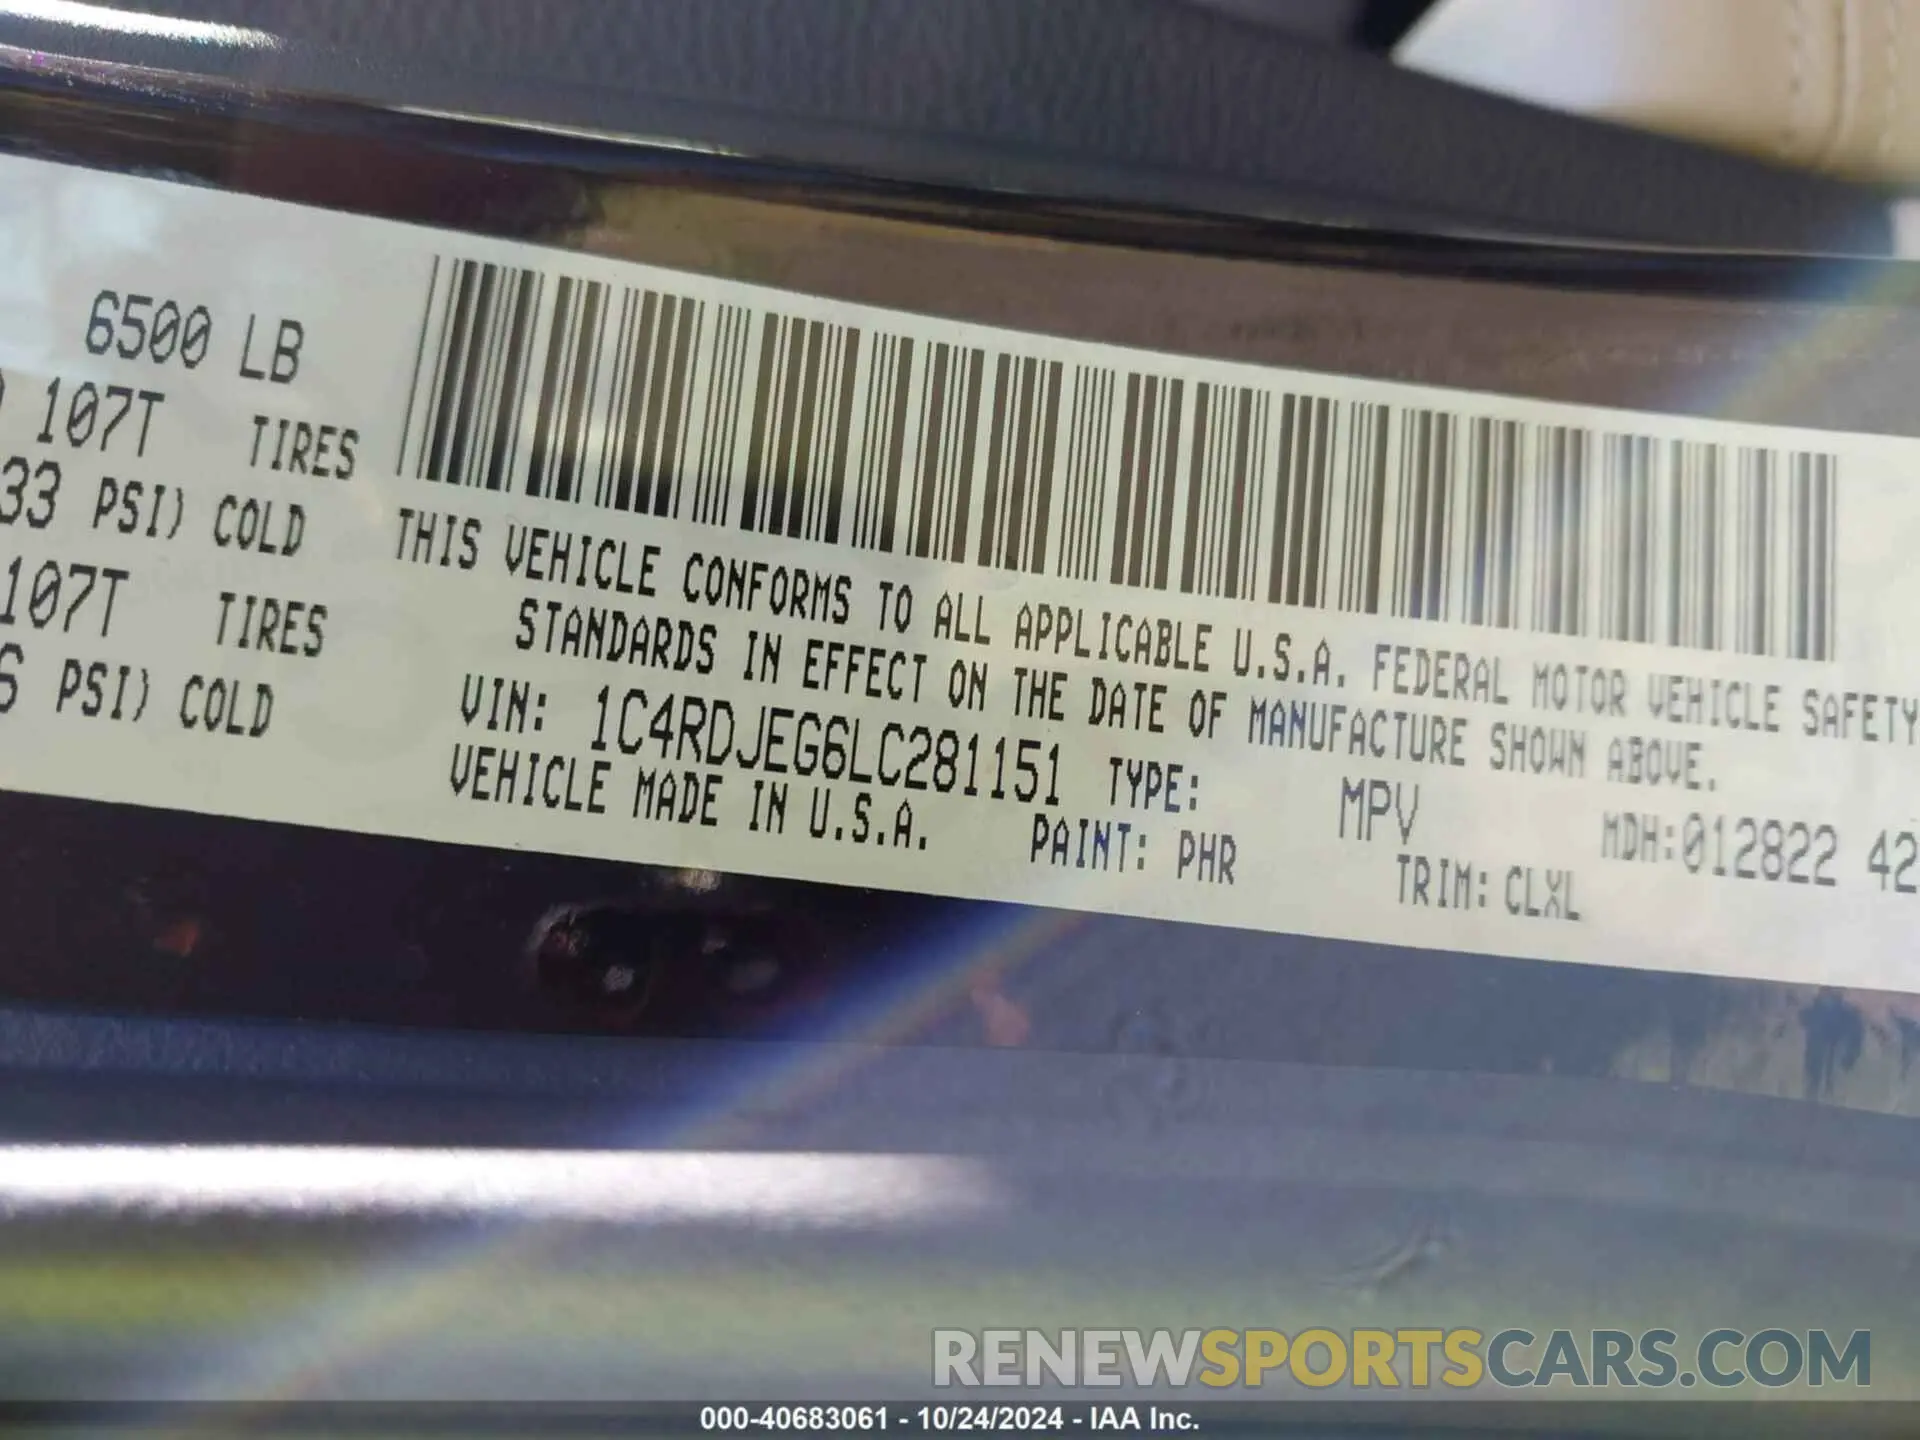 6500 LB
107T TIRES
33 PSI) COLD
107T TIRES
PSI) COLD
THIS VEHICLE CONFORMS TO ALL APPLICABLE U.S.A. FEDERAL MOTOR VEHICLE SAFETY
STANDARDS IN EFFECT ON THE DATE OF MANUFACTURE SHOWN ABOVE.
VIN: 1C4RDJEG6LC281151 TYPE: MPV MDH:012822 42
VEHICLE MADE IN U.S.A. PAINT: PHR TRIM: CLXL
RENEWSPORTSCARS.COM
000-40683061 - 10/24/2024 - IAA Inc.